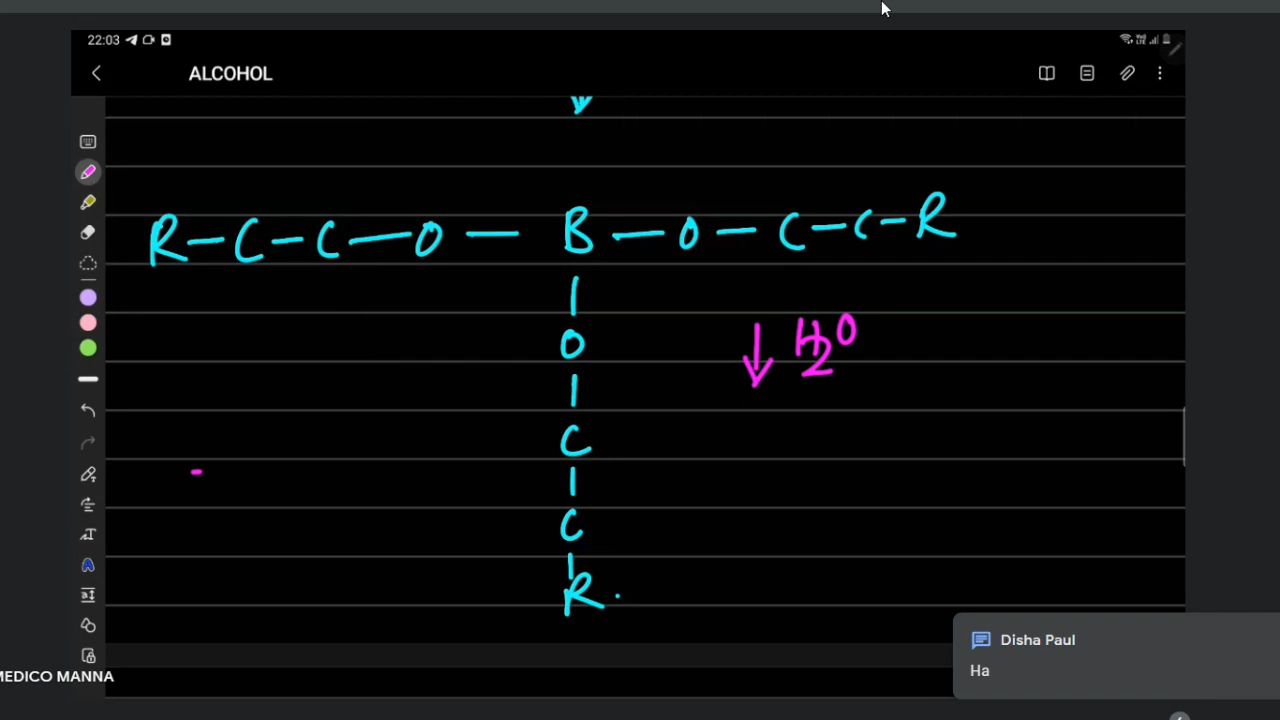 22:03
ALCOHOL
R-C-C-O-B-O-C-C-R
|
O
|
C
|
C
|
R.
↓ H2O
-
Disha Paul
Ha
MEDICO MANNA